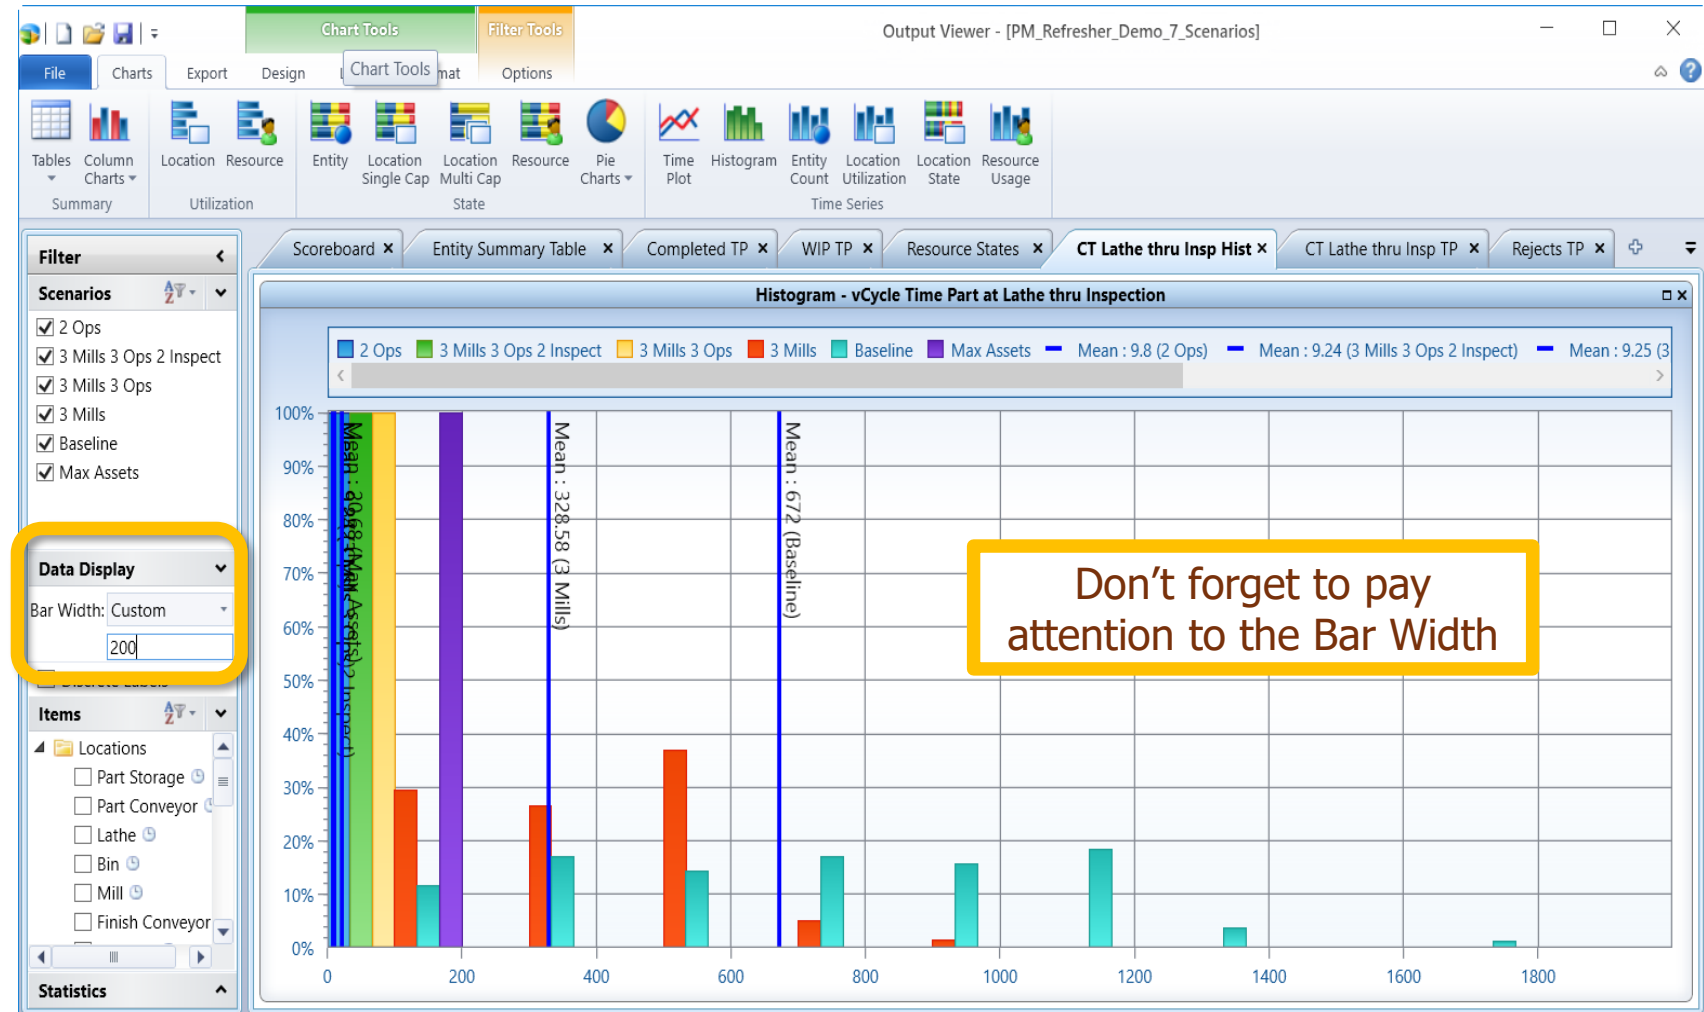 Chart Tools
Filter Tools
Output Viewer - [PM_Refresher_Demo_7_Scenarios]
File
Charts
Export
Design
Chart Tools
Options
Tables
Column Charts
Location
Resource
Entity
Location Single Cap
Location Multi Cap
Resource
Pie Charts
Time Plot
Histogram
Entity Count
Location Utilization
Location State
Resource Usage
Summary
Utilization
State
Time Series
Filter
Scoreboard
Entity Summary Table
Completed TP
WIP TP
Resource States
CT Lathe thru Insp Hist
CT Lathe thru Insp TP
Rejects TP
Scenarios
2 Ops
3 Mills 3 Ops 2 Inspect
3 Mills 3 Ops
3 Mills
Baseline
Max Assets
Data Display
Bar Width: Custom
200
Items
Locations
Part Storage
Part Conveyor
Lathe
Bin
Mill
Finish Conveyor
Statistics
Histogram - vCycle Time Part at Lathe thru Inspection
2 Ops 3 Mills 3 Ops 2 Inspect 3 Mills 3 Ops 3 Mills Baseline Max Assets Mean : 9.8 (2 Ops) Mean : 9.24 (3 Mills 3 Ops 2 Inspect) Mean : 9.25 (3
100%
90%
80%
70%
60%
50%
40%
30%
20%
10%
0%
Mean : 328.58 (3 Mills)
Mean : 672 (Baseline)
Don’t forget to pay
attention to the Bar Width
0 200 400 600 800 1000 1200 1400 1600 1800